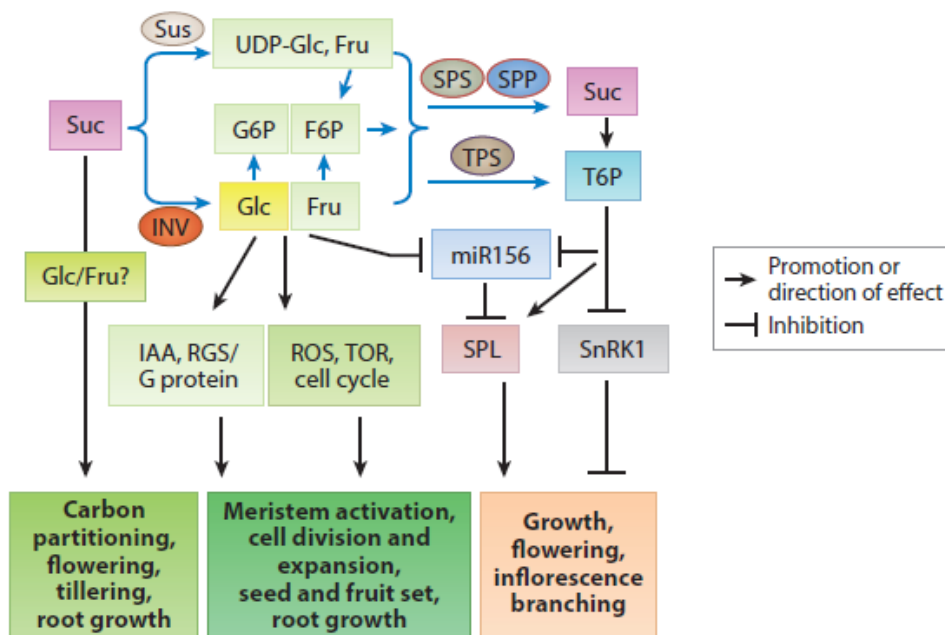 Sus
UDP-Glc, Fru
SPS
SPP
Suc
Suc
G6P
F6P
TPS
T6P
INV
Glc
Fru
miR156
Glc/Fru?
Promotion or
direction of effect
Inhibition
IAA, RGS/
G protein
ROS, TOR,
cell cycle
SPL
SnRK1
Carbon
partitioning,
flowering,
tillering,
root growth
Meristem activation,
cell division and
expansion,
seed and fruit set,
root growth
Growth,
flowering,
inflorescence
branching